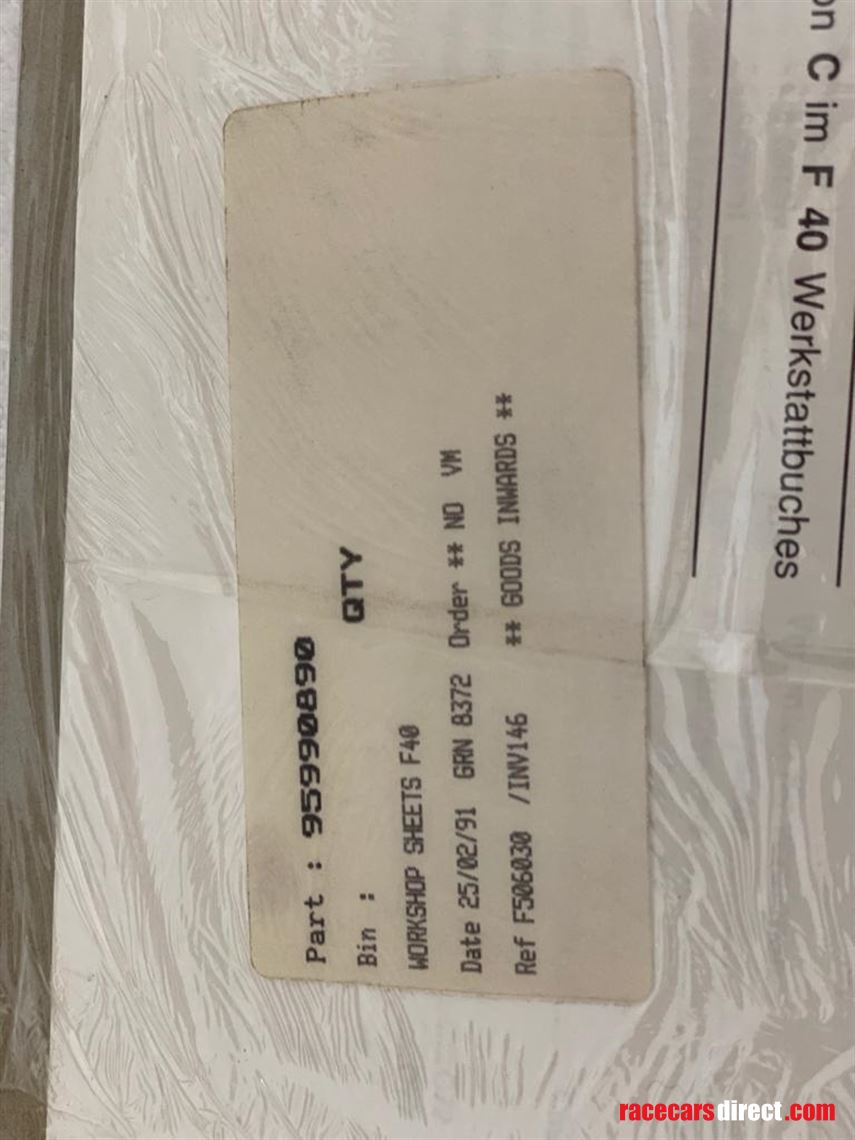 Part : 95990890
Bin : QTY
WORKSHOP SHEETS F40
Date 25/02/91 GRN 8372 Order ** NO VM
Ref F506030 /INV146 ** GOODS INWARDS **
on C im F 40 Werkstattbuches
racecarsdirect.com